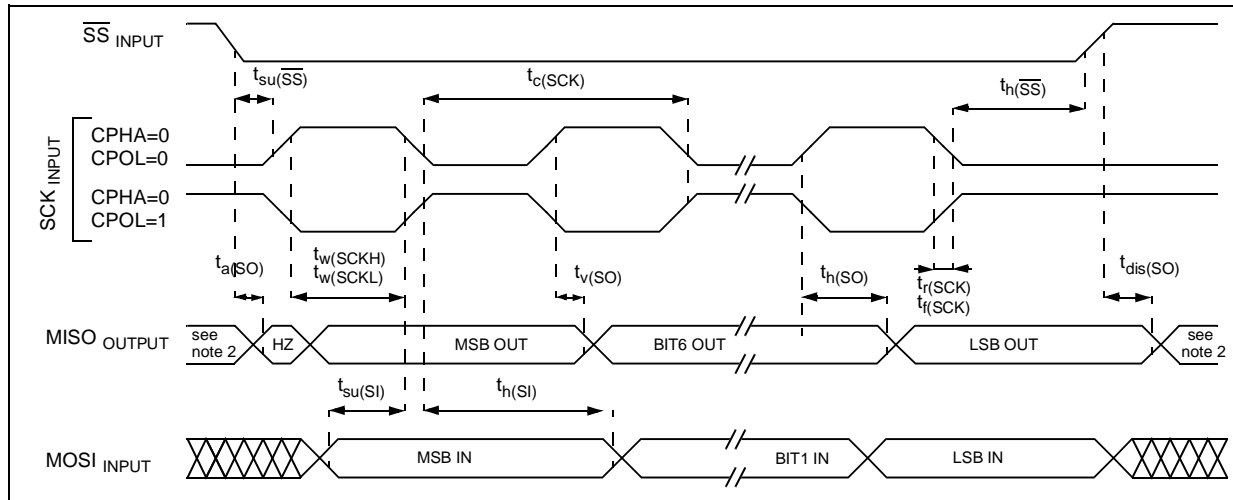 SS INPUT
tsu(SS)
tc(SCK)
th(SS)
SCK INPUT
CPHA=0
CPOL=0
CPHA=0
CPOL=1
ta(SO)
tw(SCKH)
tw(SCKL)
tv(SO)
th(SO)
tr(SCK)
tf(SCK)
tdis(SO)
MISO OUTPUT
see
note 2
HZ
MSB OUT
BIT6 OUT
LSB OUT
see
note 2
tsu(SI)
th(SI)
MOSI INPUT
MSB IN
BIT1 IN
LSB IN